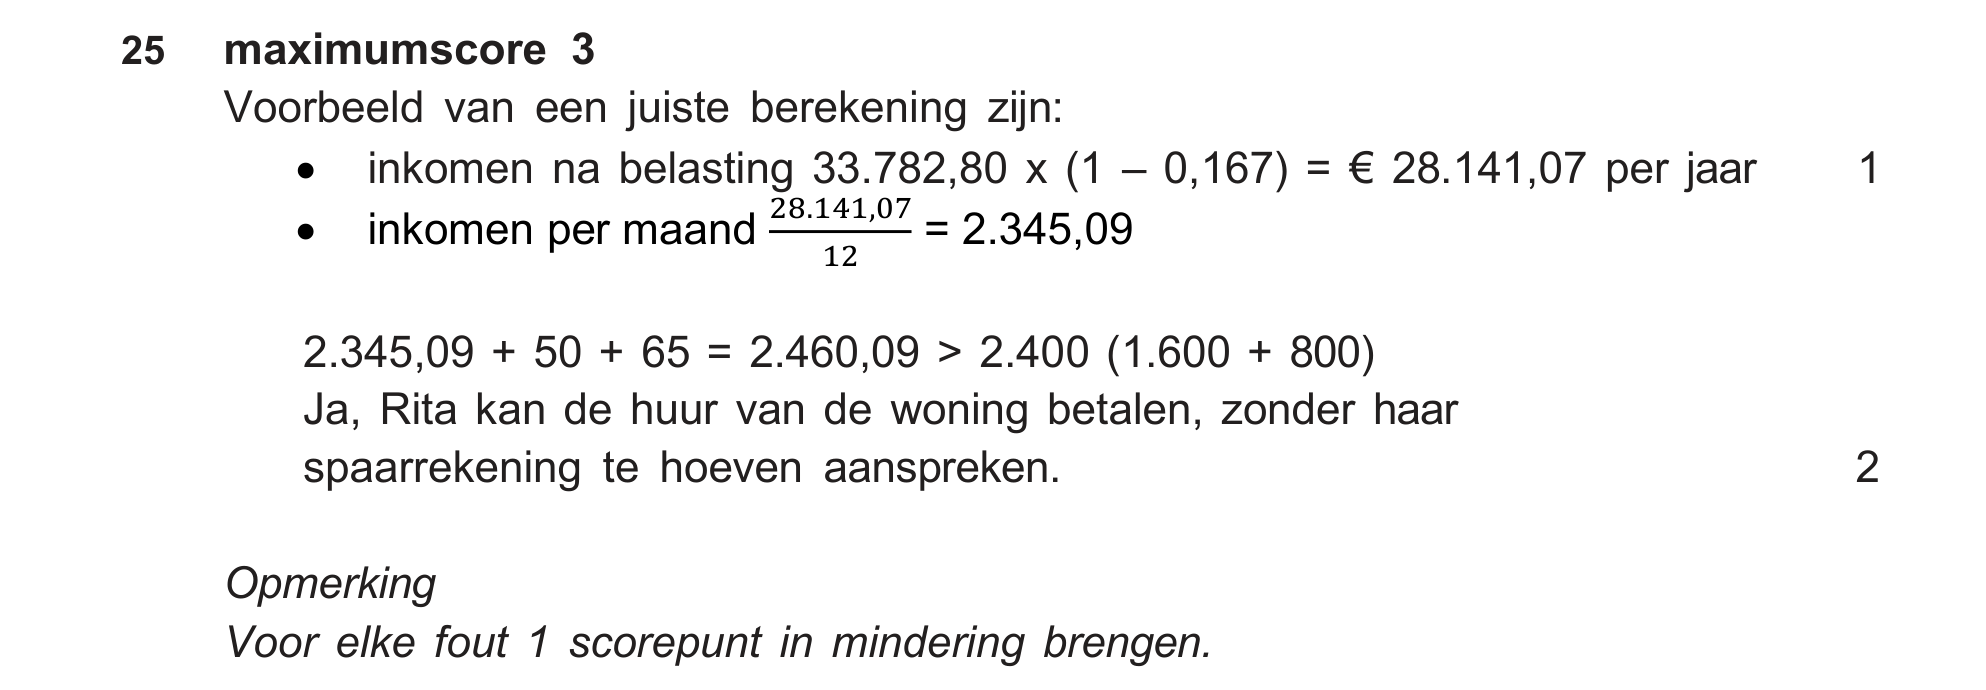 25 maximumscore 3
Voorbeeld van een juiste berekening zijn:
• inkomen na belasting 33.782,80 x (1 – 0,167) = € 28.141,07 per jaar 1
• inkomen per maand 28.141,07/12 = 2.345,09
2.345,09 + 50 + 65 = 2.460,09 > 2.400 (1.600 + 800)
Ja, Rita kan de huur van de woning betalen, zonder haar
spaarrekening te hoeven aanspreken. 2
Opmerking
Voor elke fout 1 scorepunt in mindering brengen.